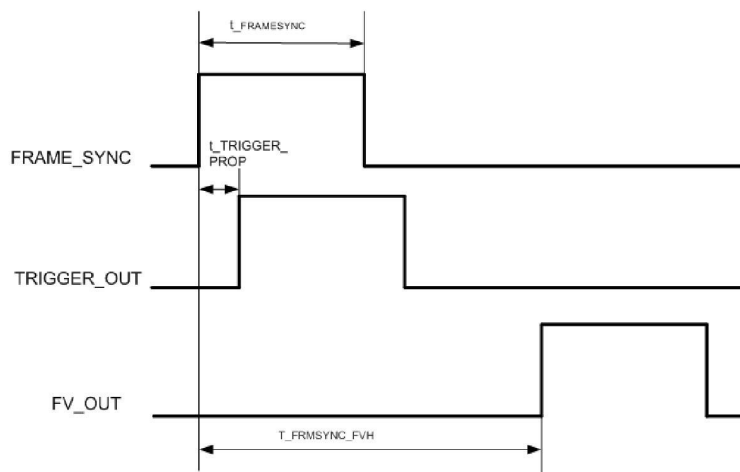 t_FRAMESYNC
FRAME_SYNC
t_TRIGGER_
PROP
TRIGGER_OUT
FV_OUT
T_FRMSYNC_FVH